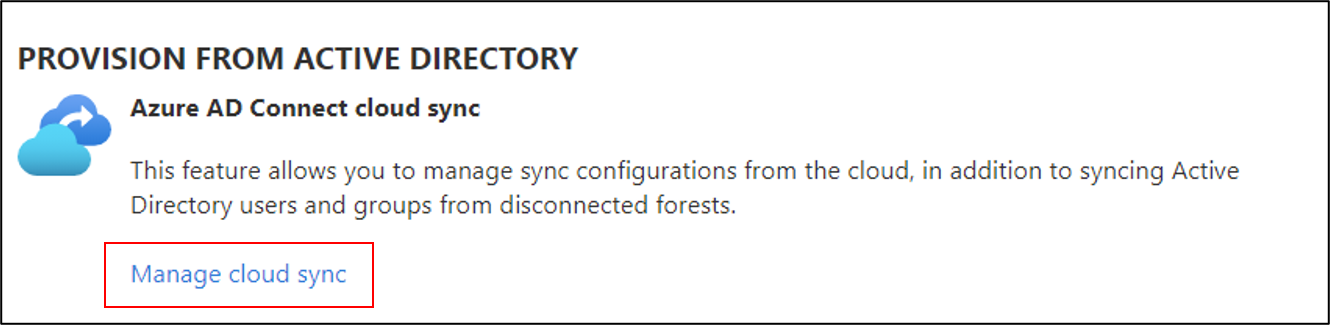 PROVISION FROM ACTIVE DIRECTORY
Azure AD Connect cloud sync
This feature allows you to manage sync configurations from the cloud, in addition to syncing Active
Directory users and groups from disconnected forests.
Manage cloud sync